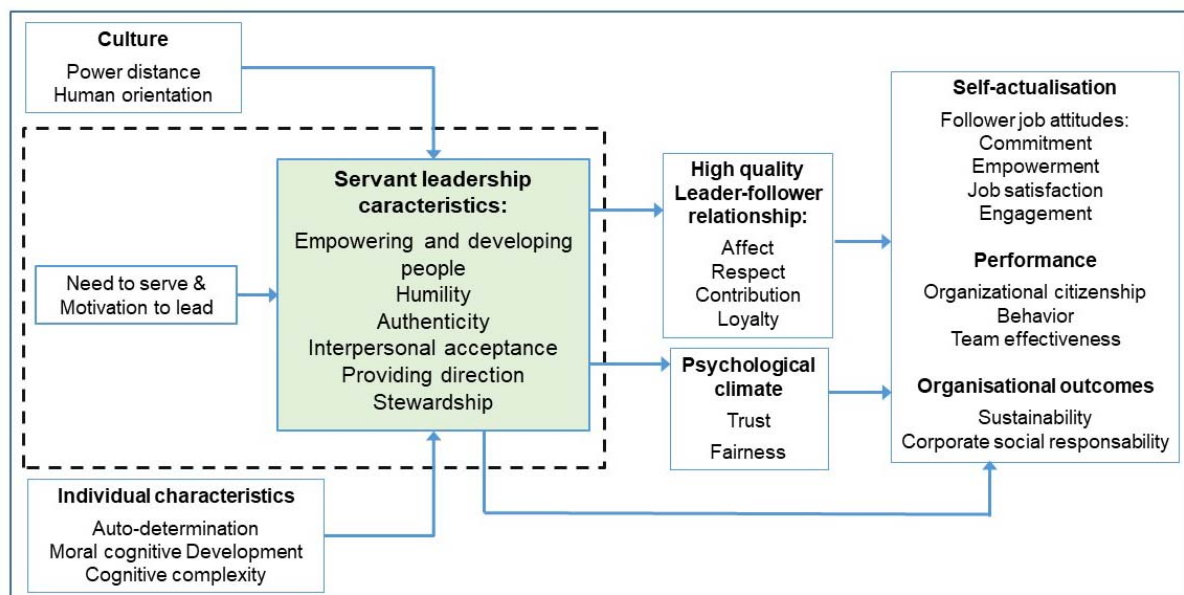 Culture
Power distance
Human orientation
Need to serve &
Motivation to lead
Individual characteristics
Auto-determination
Moral cognitive Development
Cognitive complexity
Servant leadership
caracteristics:
Empowering and developing
people
Humility
Authenticity
Interpersonal acceptance
Providing direction
Stewardship
High quality
Leader-follower
relationship:
Affect
Respect
Contribution
Loyalty
Psychological
climate
Trust
Fairness
Self-actualisation
Follower job attitudes:
Commitment
Empowerment
Job satisfaction
Engagement
Performance
Organizational citizenship
Behavior
Team effectiveness
Organisational outcomes
Sustainability
Corporate social responsability